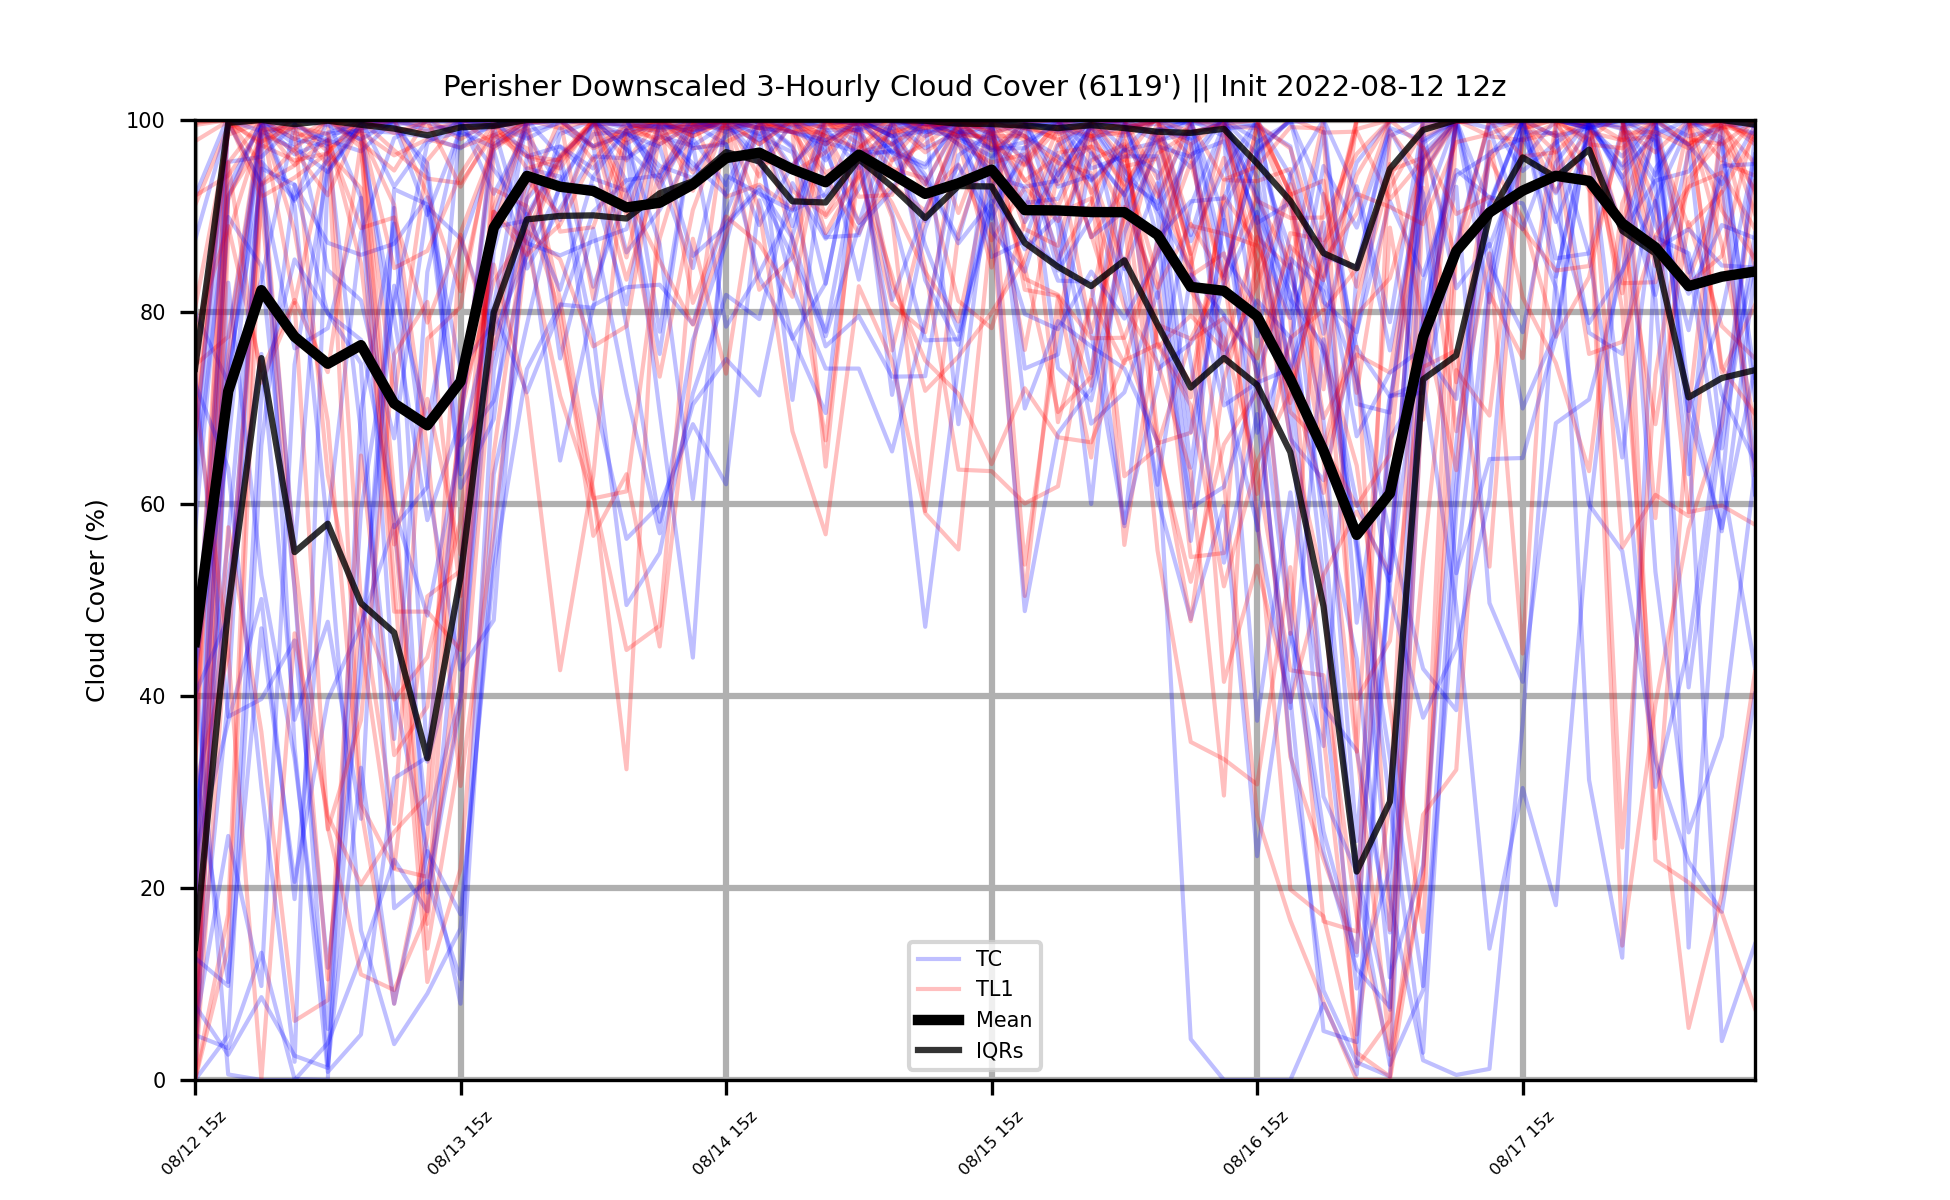 Perisher Downscaled 3-Hourly Cloud Cover (6119') || Init 2022-08-12 12z
Cloud Cover (%)
100
80
60
40
20
0
TC
TL1
Mean
IQRs
08/12 15z
08/13 15z
08/14 15z
08/15 15z
08/16 15z
08/17 15z